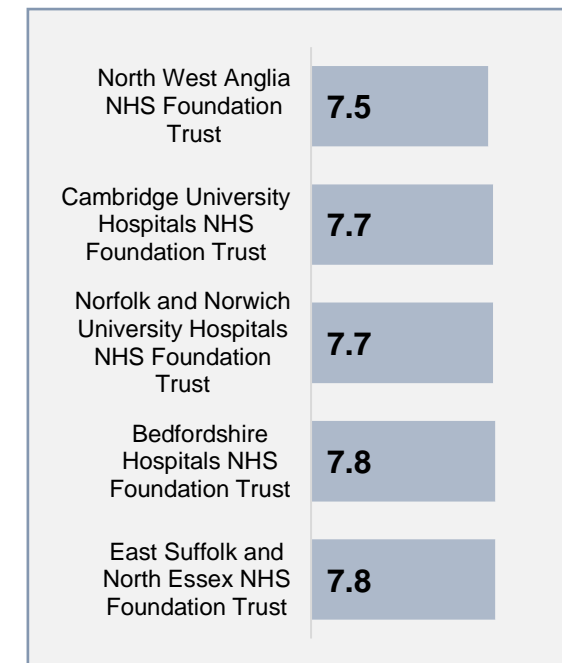 North West Anglia
NHS Foundation
Trust
7.5
Cambridge University
Hospitals NHS
Foundation Trust
7.7
Norfolk and Norwich
University Hospitals
NHS Foundation
Trust
7.7
Bedfordshire
Hospitals NHS
Foundation Trust
7.8
East Suffolk and
North Essex NHS
Foundation Trust
7.8